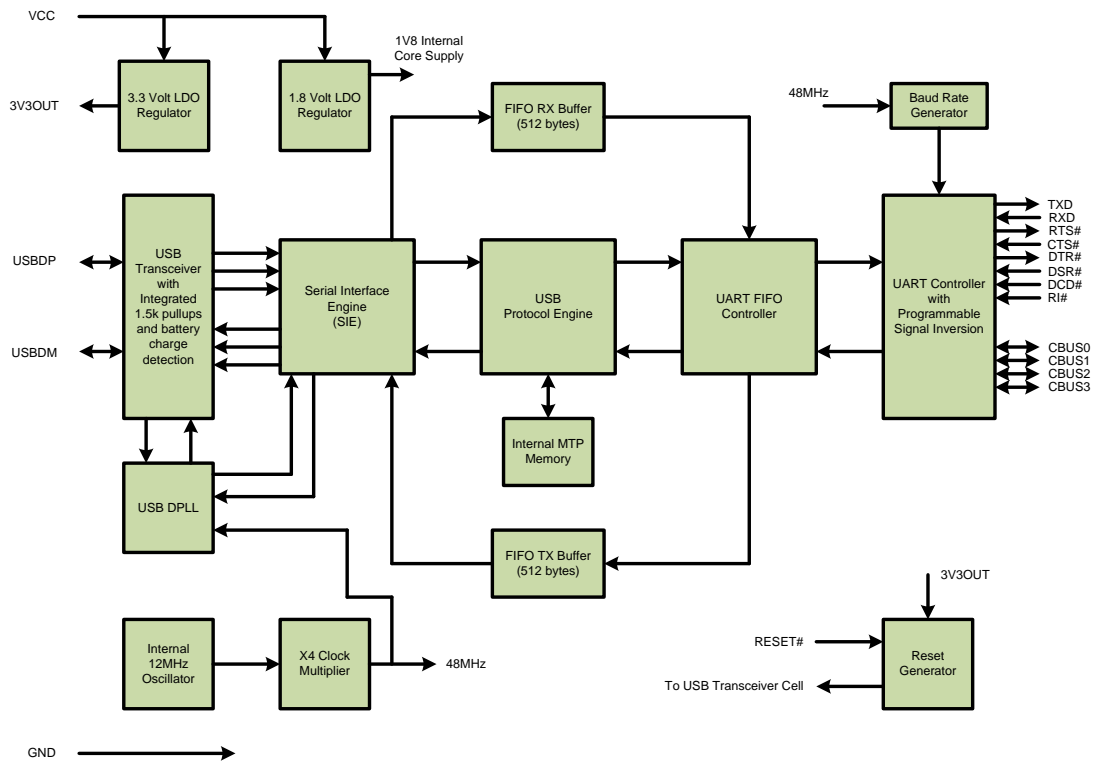 VCC
1V8 Internal
Core Supply
3.3 Volt LDO
Regulator
1.8 Volt LDO
Regulator
3V3OUT
FIFO RX Buffer
(512 bytes)
48MHz
Baud Rate
Generator
USBDP
USBDM
USB
Transceiver
with
Integrated
1.5k pullups
and battery
charge
detection
Serial Interface
Engine
(SIE)
USB
Protocol Engine
UART FIFO
Controller
UART Controller
with
Programmable
Signal Inversion
TXD
RXD
RTS#
CTS#
DTR#
DSR#
DCD#
RI#
CBUS0
CBUS1
CBUS2
CBUS3
Internal MTP
Memory
USB DPLL
FIFO TX Buffer
(512 bytes)
3V3OUT
Internal
12MHz
Oscillator
X4 Clock
Multiplier
48MHz
RESET#
To USB Transceiver Cell
Reset
Generator
GND